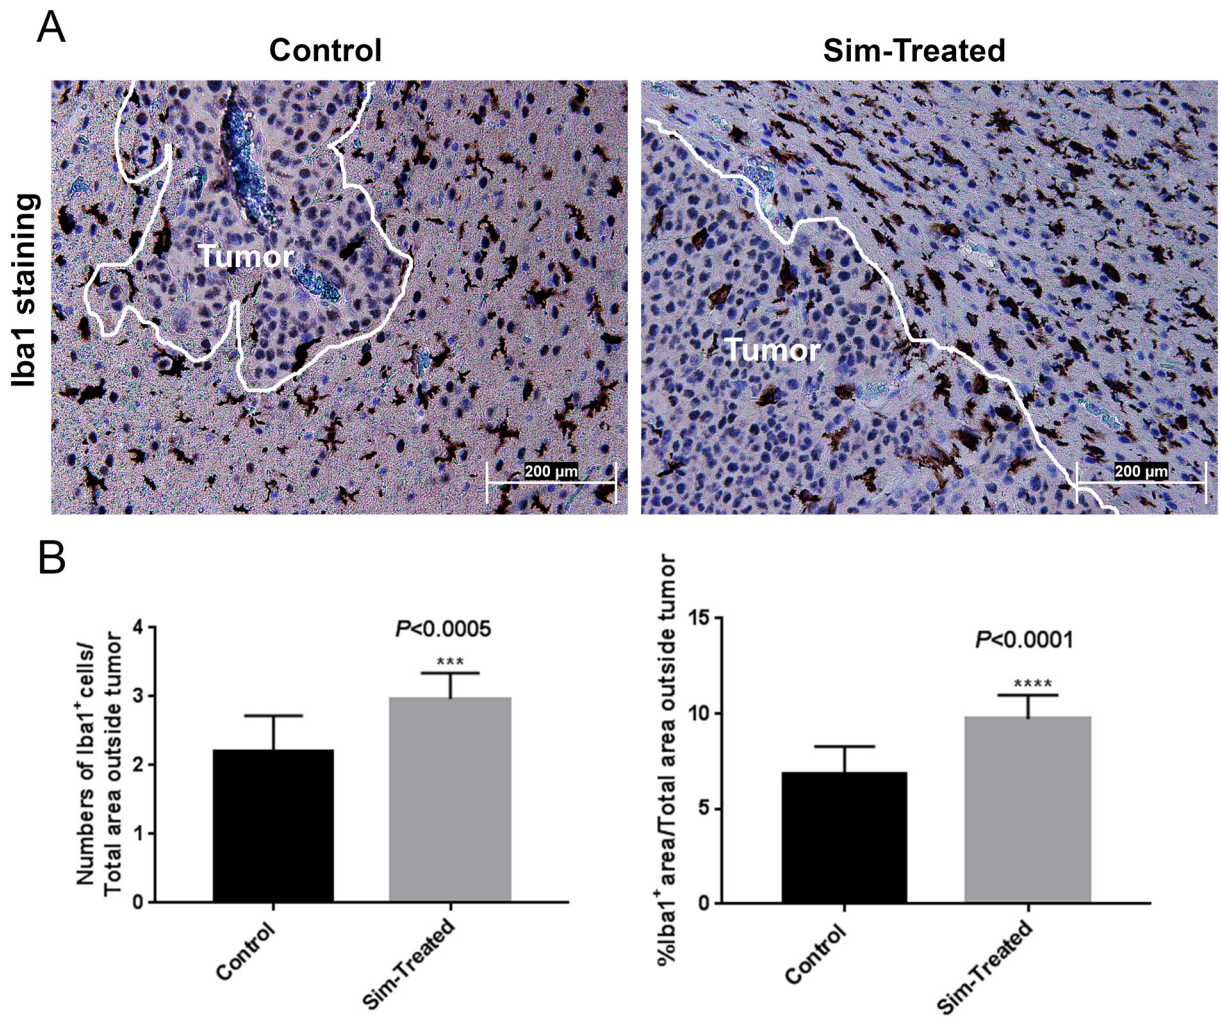 A
Control
Sim-Treated
Iba1 staining
Tumor
200 µm
Tumor
200 µm
B
Numbers of Iba1+ cells/
Total area outside tumor
4
3
2
1
0
P<0.0005
***
Control
Sim-Treated
%Iba1+ area/Total area outside tumor
15
10
5
0
P<0.0001
****
Control
Sim-Treated